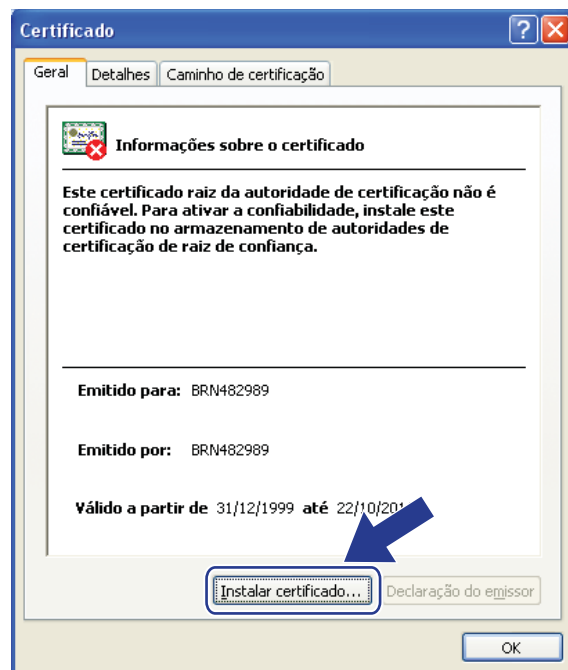 Certificado
Geral Detalhes Caminho de certificação
Informações sobre o certificado
Este certificado raiz da autoridade de certificação não é
confiável. Para ativar a confiabilidade, instale este
certificado no armazenamento de autoridades de
certificação de raiz de confiança.
Emitido para: BRN482989
Emitido por: BRN482989
Válido a partir de 31/12/1999 até
Instalar certificado... Declaração do emissor
OK